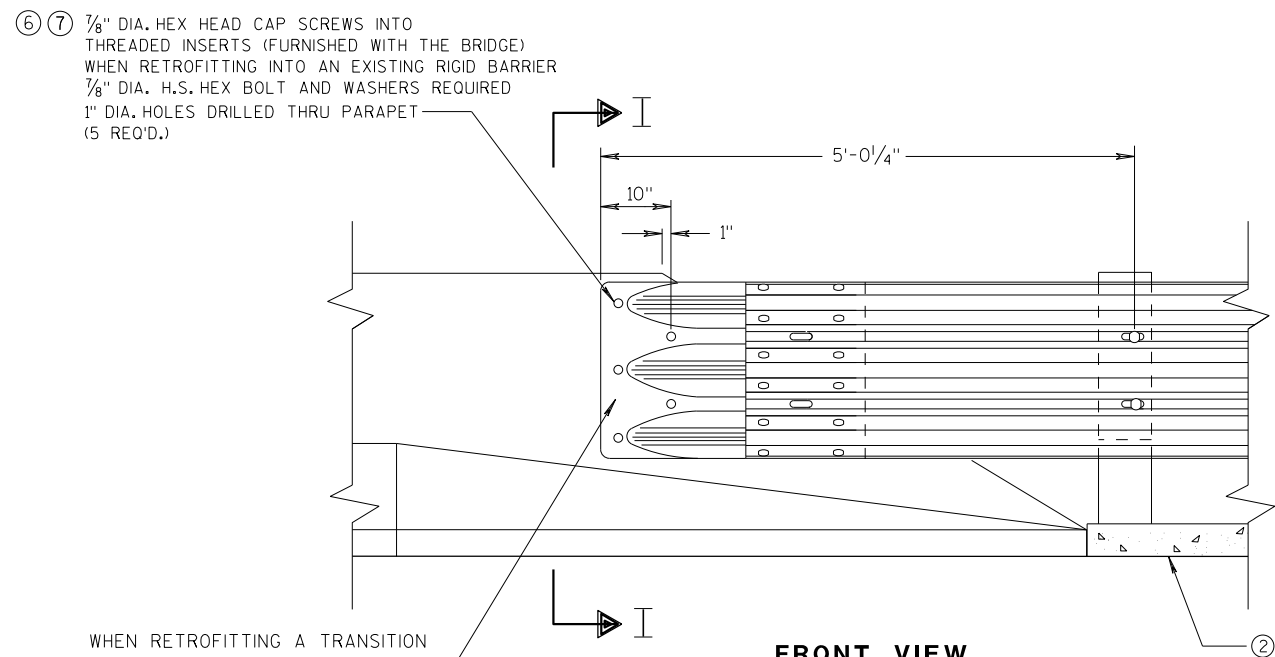 ⑥ ⑦ 7/8" DIA. HEX HEAD CAP SCREWS INTO
THREADED INSERTS (FURNISHED WITH THE BRIDGE)
WHEN RETROFITTING INTO AN EXISTING RIGID BARRIER
7/8" DIA. H.S. HEX BOLT AND WASHERS REQUIRED
1" DIA. HOLES DRILLED THRU PARAPET
(5 REQ'D.)
I
5'-0 1/4"
10"
1"
I
WHEN RETROFITTING A TRANSITION
FRONT VIEW
②